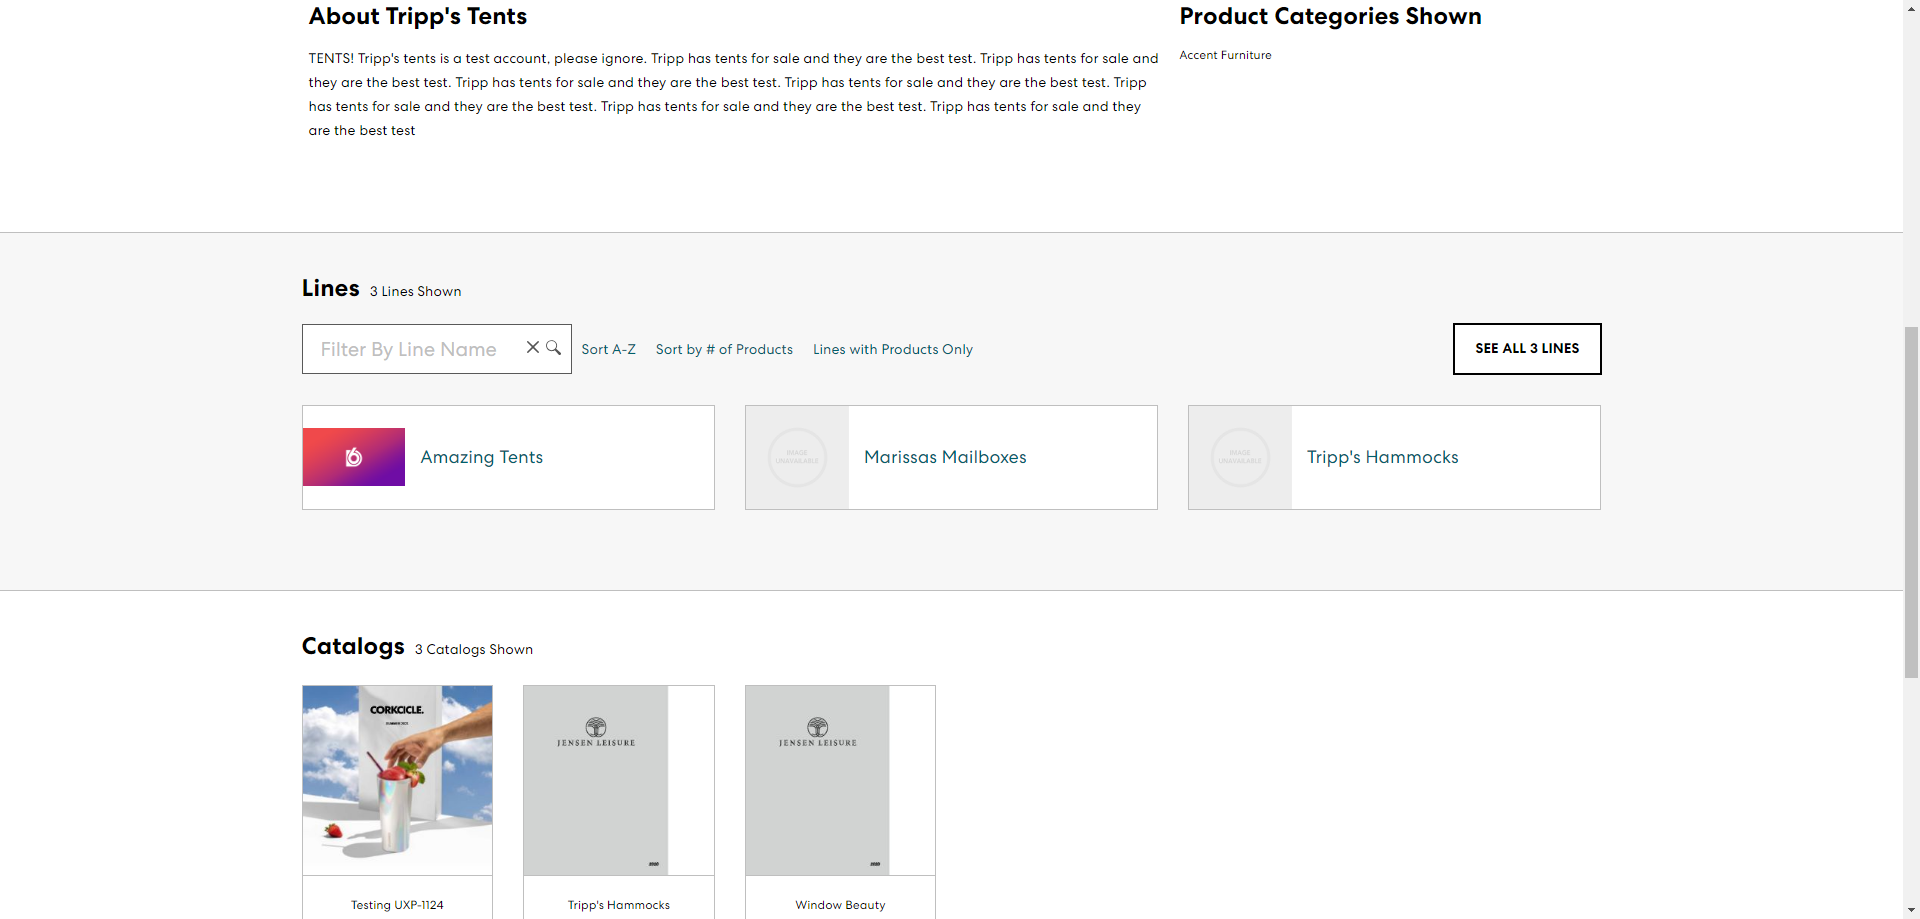 About Tripp's Tents
TENTS! Tripp's tents is a test account, please ignore. Tripp has tents for sale and they are the best test. Tripp has tents for sale and
they are the best test. Tripp has tents for sale and they are the best test. Tripp has tents for sale and they are the best test. Tripp
has tents for sale and they are the best test. Tripp has tents for sale and they are the best test. Tripp has tents for sale and they
are the best test
Product Categories Shown
Accent Furniture
Lines 3 Lines Shown
Filter By Line Name
Sort A-Z Sort by # of Products Lines with Products Only
SEE ALL 3 LINES
Amazing Tents
IMAGE
UNAVAILABLE
Marissas Mailboxes
IMAGE
UNAVAILABLE
Tripp's Hammocks
Catalogs 3 Catalogs Shown
CORKCICLE.
Testing UXP-1124
JENSEN LEISURE
Tripp's Hammocks
JENSEN LEISURE
Window Beauty